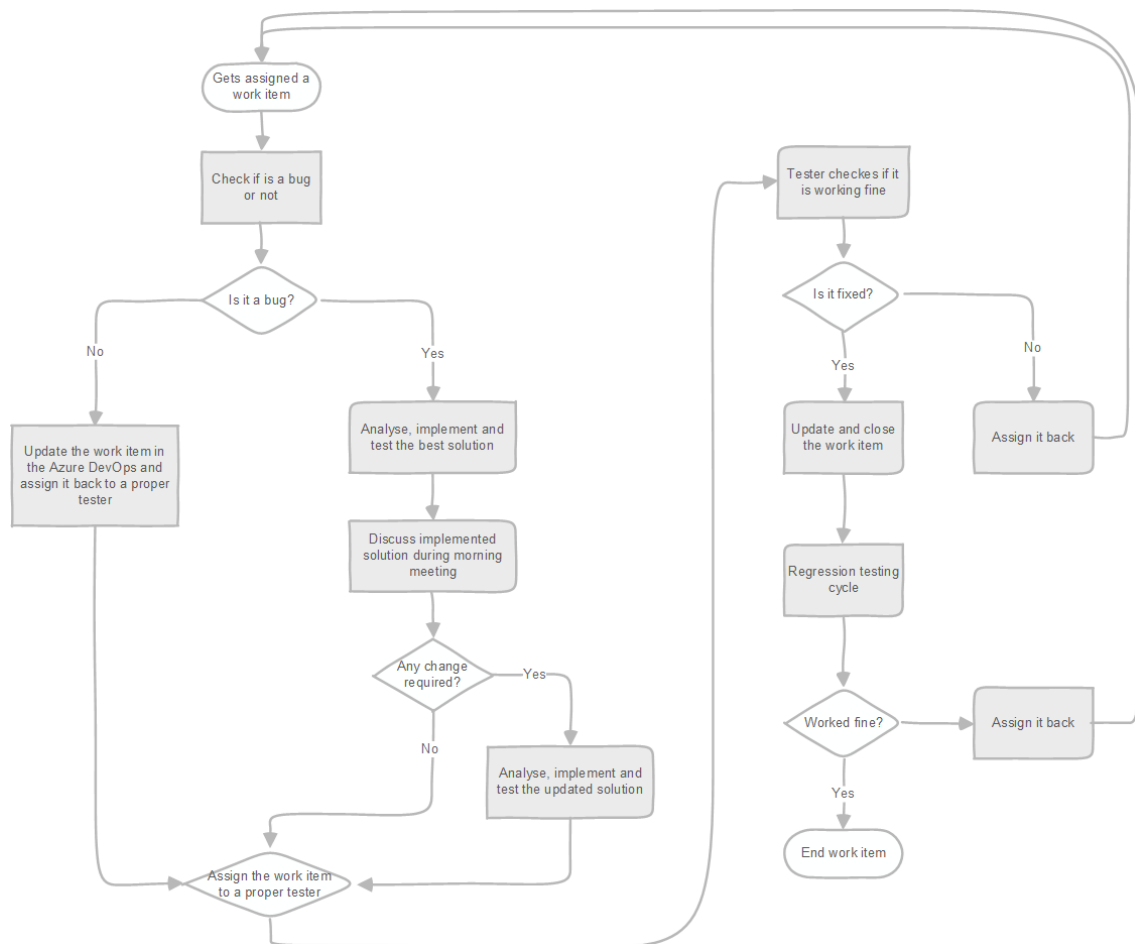 Gets assigned a
work item
Check if is a bug
or not
Is it a bug?
No
Yes
Update the work item in
the Azure DevOps and
assign it back to a proper
tester
Analyse, implement and
test the best solution
Discuss implemented
solution during morning
meeting
Any change
required?
Yes
No
Analyse, implement and
test the updated solution
Assign the work item
to a proper tester
Tester checkes if it
is working fine
Is it fixed?
No
Yes
Update and close
the work item
Assign it back
Regression testing
cycle
Worked fine?
Assign it back
Yes
End work item